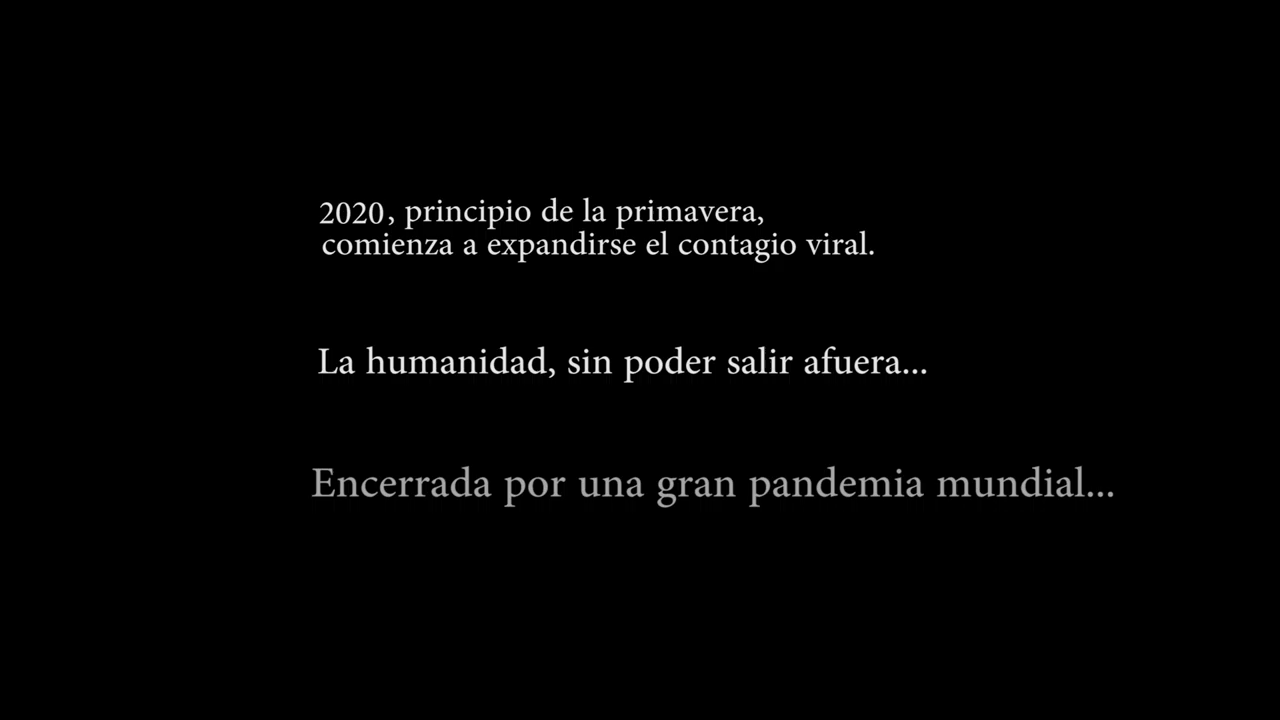 2020, principio de la primavera,
comienza a expandirse el contagio viral.
La humanidad, sin poder salir afuera...
Encerrada por una gran pandemia mundial...